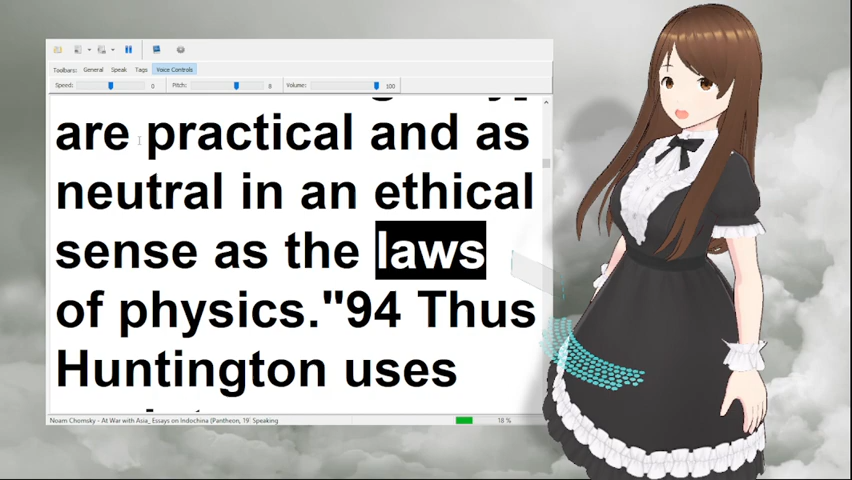 Toolbars: General Speak Tags Voice Controls
Speed: 0 Pitch: 8 Volume: 100
are practical and as
neutral in an ethical
sense as the laws
of physics."94 Thus
Huntington uses
Noam Chomsky - At War with Asia_ Essays on Indochina (Pantheon, 19 Speaking 18 %